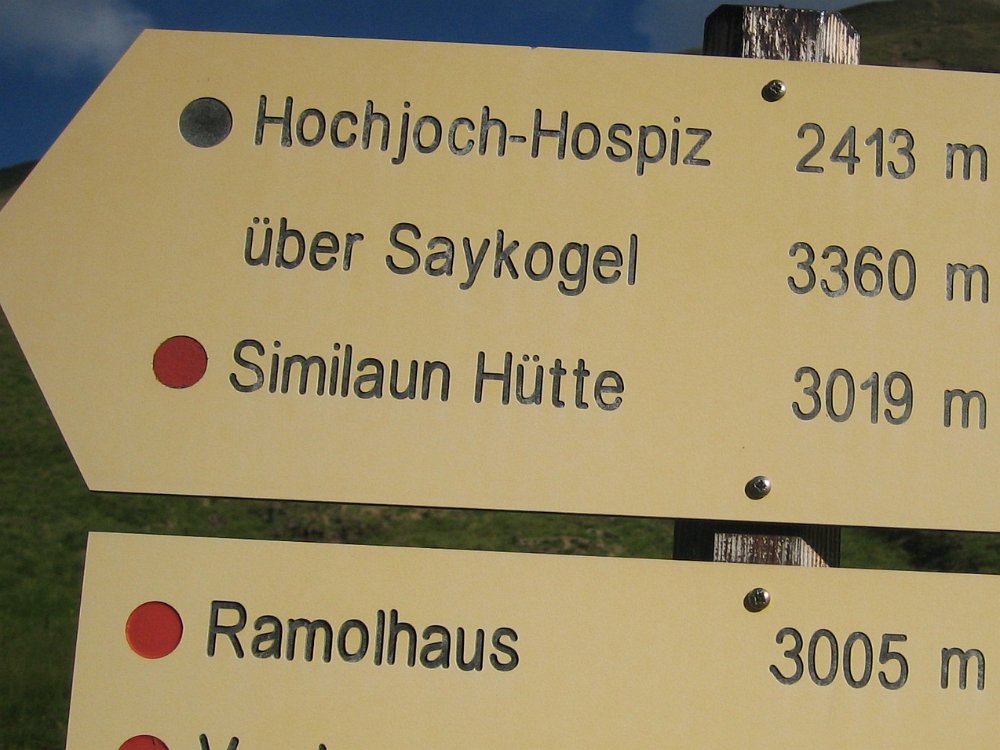 Hochjoch-Hospiz 2413 m
über Saykogel 3360 m
Similaun Hütte 3019 m
Ramolhaus 3005 m